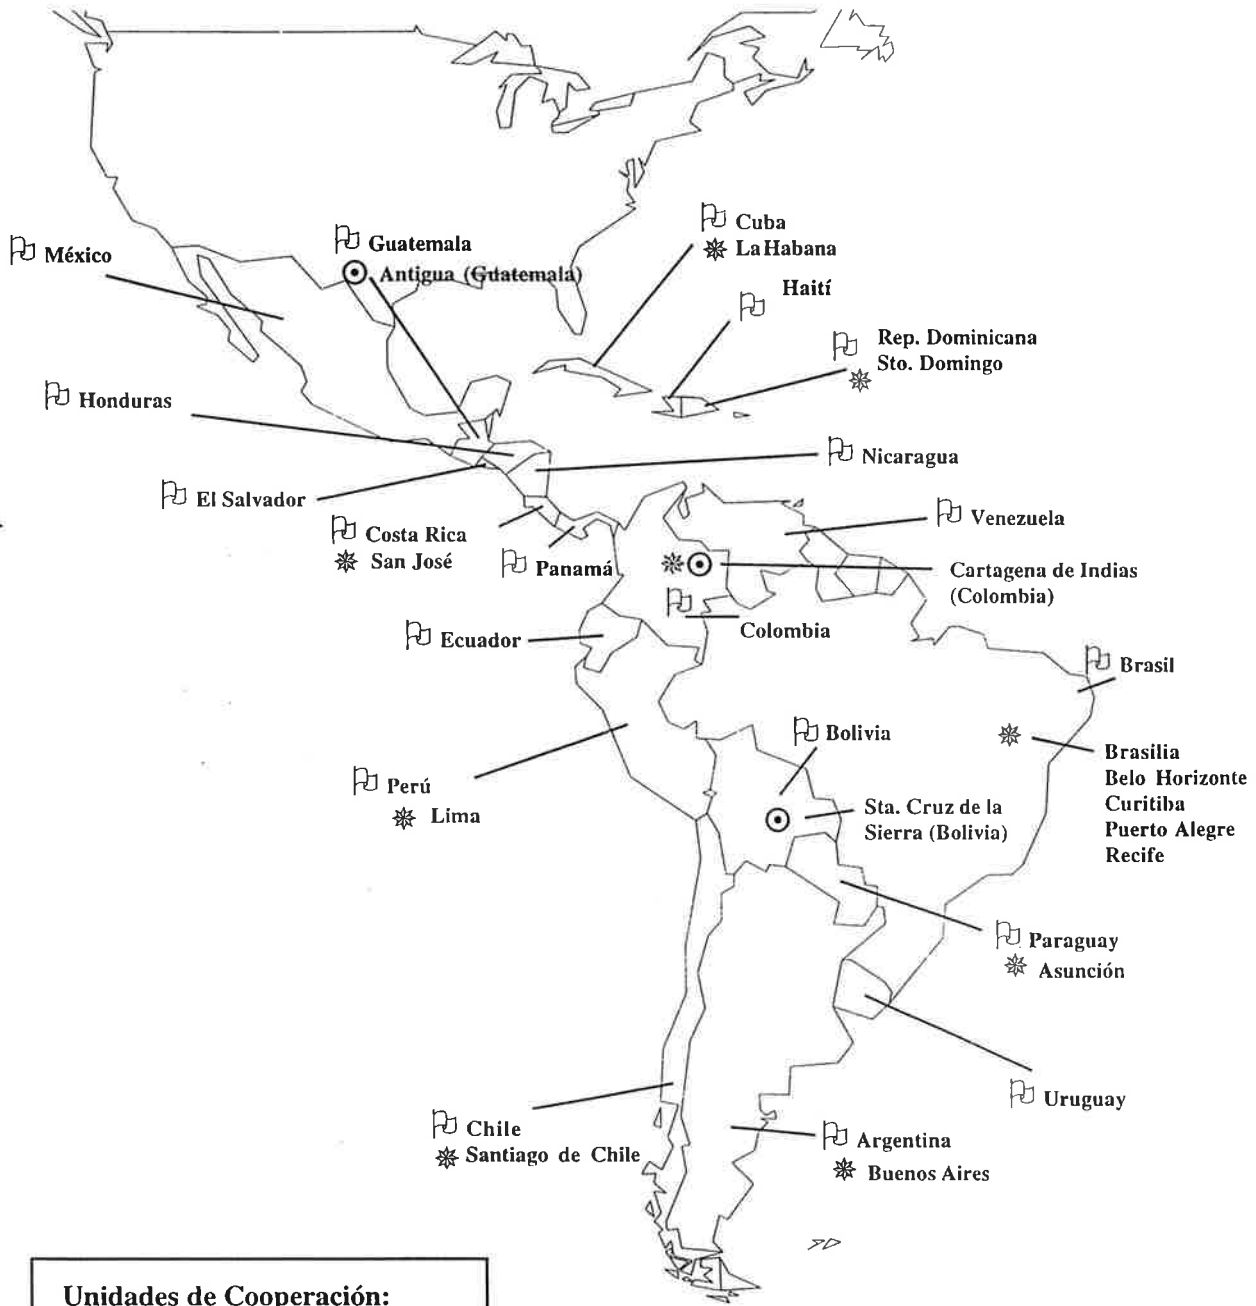 Cuba
La Habana
Guatemala
Antigua (Guatemala)
México
Haití
Rep. Dominicana
Sto. Domingo
Honduras
Nicaragua
El Salvador
Costa Rica
San José
Panamá
Venezuela
Cartagena de Indias
(Colombia)
Colombia
Ecuador
Brasil
Bolivia
Brasilia
Belo Horizonte
Curitiba
Puerto Alegre
Recife
Perú
Lima
Sta. Cruz de la
Sierra (Bolivia)
Paraguay
Asunción
Uruguay
Chile
Santiago de Chile
Argentina
Buenos Aires
Unidades de Cooperación: